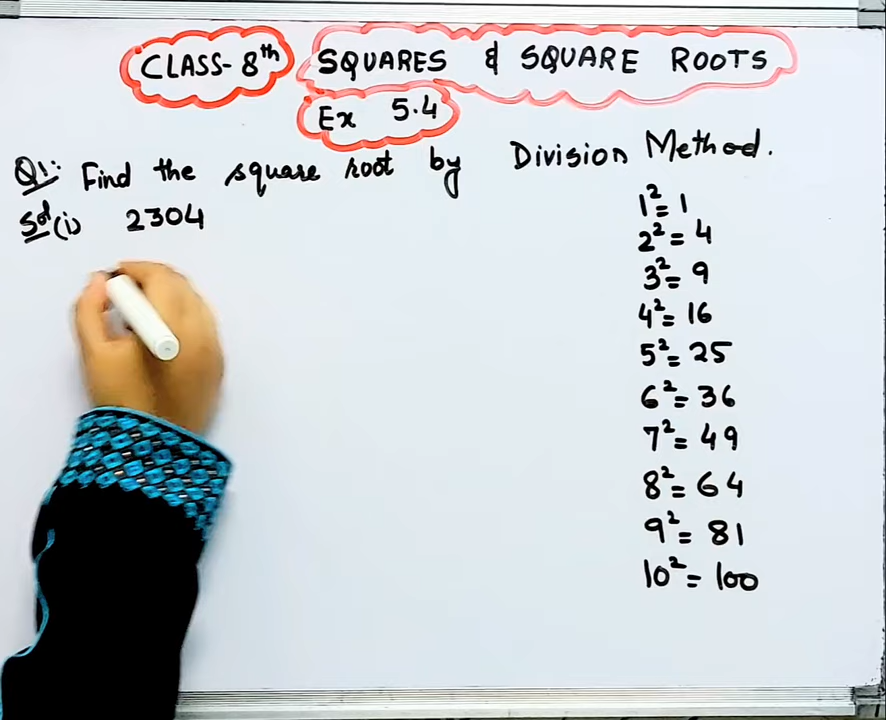 CLASS-8th SQUARES & SQUARE ROOTS
Ex 5.4
Q1:- Find the square root by Division Method.
Sol (i) 2304
1²= 1
2²= 4
3²= 9
4²= 16
5²= 25
6²= 36
7²= 49
8²= 64
9²= 81
10²= 100